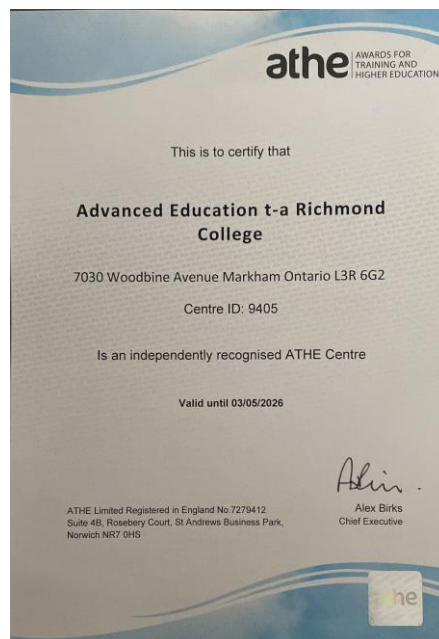 athe
AWARDS FOR
TRAINING AND
HIGHER EDUCATION
This is to certify that
Advanced Education t-a Richmond
College
7030 Woodbine Avenue Markham Ontario L3R 6G2
Centre ID: 9405
Is an independently recognised ATHE Centre
Valid until 03/05/2026
Alex Birks
Chief Executive
ATHE Limited Registered in England No.7279412
Suite 4B, Rosebery Court, St Andrews Business Park,
Norwich NR7 0HS